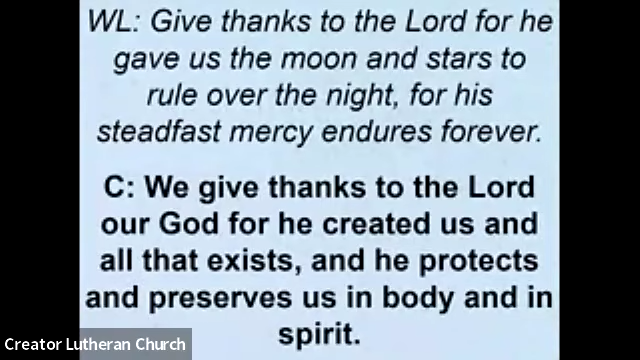 WL: Give thanks to the Lord for he
gave us the moon and stars to
rule over the night, for his
steadfast mercy endures forever.
C: We give thanks to the Lord
our God for he created us and
all that exists, and he protects
and preserves us in body and in
spirit.
Creator Lutheran Church